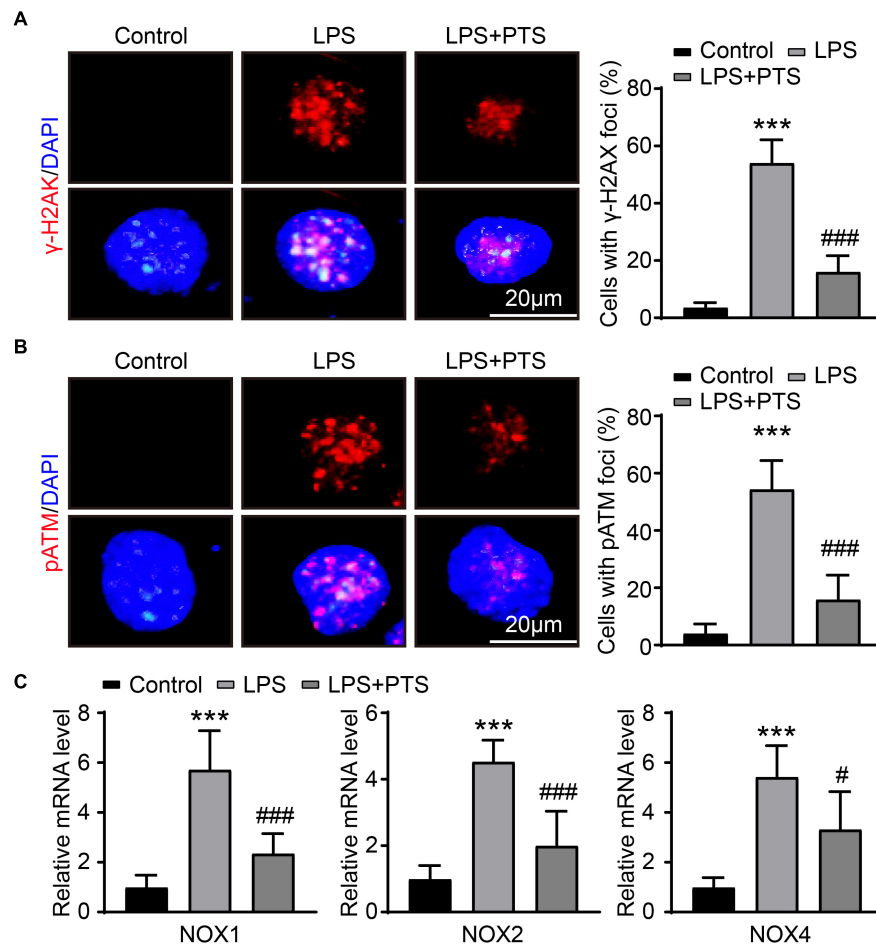 A
Control LPS LPS+PTS
γ-H2AK/DAPI
20μm
Control LPS
LPS+PTS
Cells with γ-H2AX foci (%)
80
60
40
20
0
***
###
B
Control LPS LPS+PTS
pATM/DAPI
20μm
Control LPS
LPS+PTS
Cells with pATM foci (%)
80
60
40
20
0
***
###
C
Control LPS LPS+PTS
Relative mRNA level
8
6
4
2
0
***
###
NOX1
Relative mRNA level
6
4
2
0
***
###
NOX2
Relative mRNA level
8
6
4
2
0
***
#
NOX4